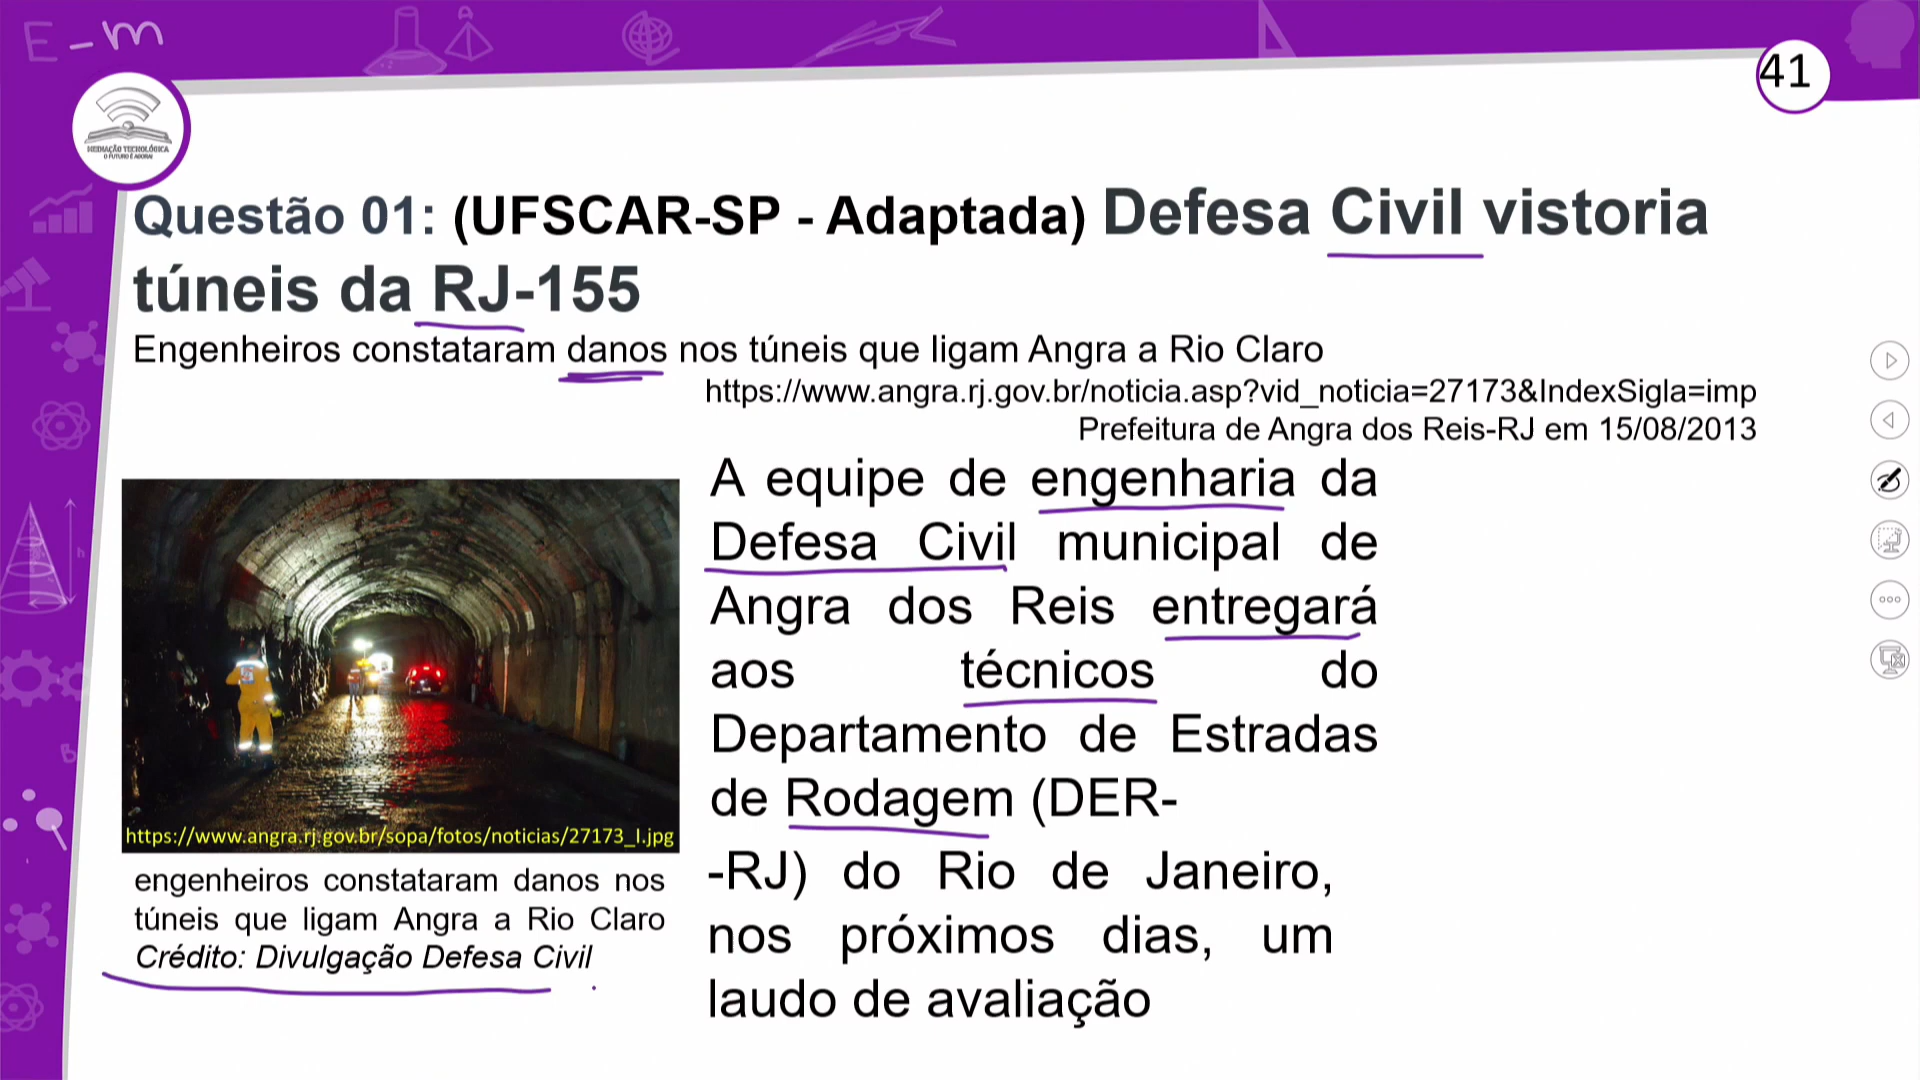 E-m
41
MEDIAÇÃO TECNOLÓGICA
O FUTURO É AGORA!
Questão 01: (UFSCAR-SP - Adaptada) Defesa Civil vistoria
túneis da RJ-155
Engenheiros constataram danos nos túneis que ligam Angra a Rio Claro
https://www.angra.rj.gov.br/noticia.asp?vid_noticia=27173&IndexSigla=imp
Prefeitura de Angra dos Reis-RJ em 15/08/2013
https://www.angra.rj.gov.br/sopa/fotos/noticias/27173_I.jpg
engenheiros constataram danos nos
túneis que ligam Angra a Rio Claro
Crédito: Divulgação Defesa Civil
A equipe de engenharia da
Defesa Civil municipal de
Angra dos Reis entregará
aos técnicos do
Departamento de Estradas
de Rodagem (DER-
-RJ) do Rio de Janeiro,
nos próximos dias, um
laudo de avaliação